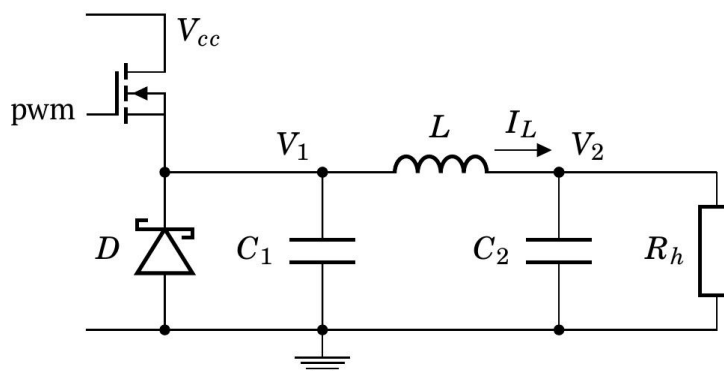 V_cc
pwm
V_1
L
I_L
V_2
D
C_1
C_2
R_h